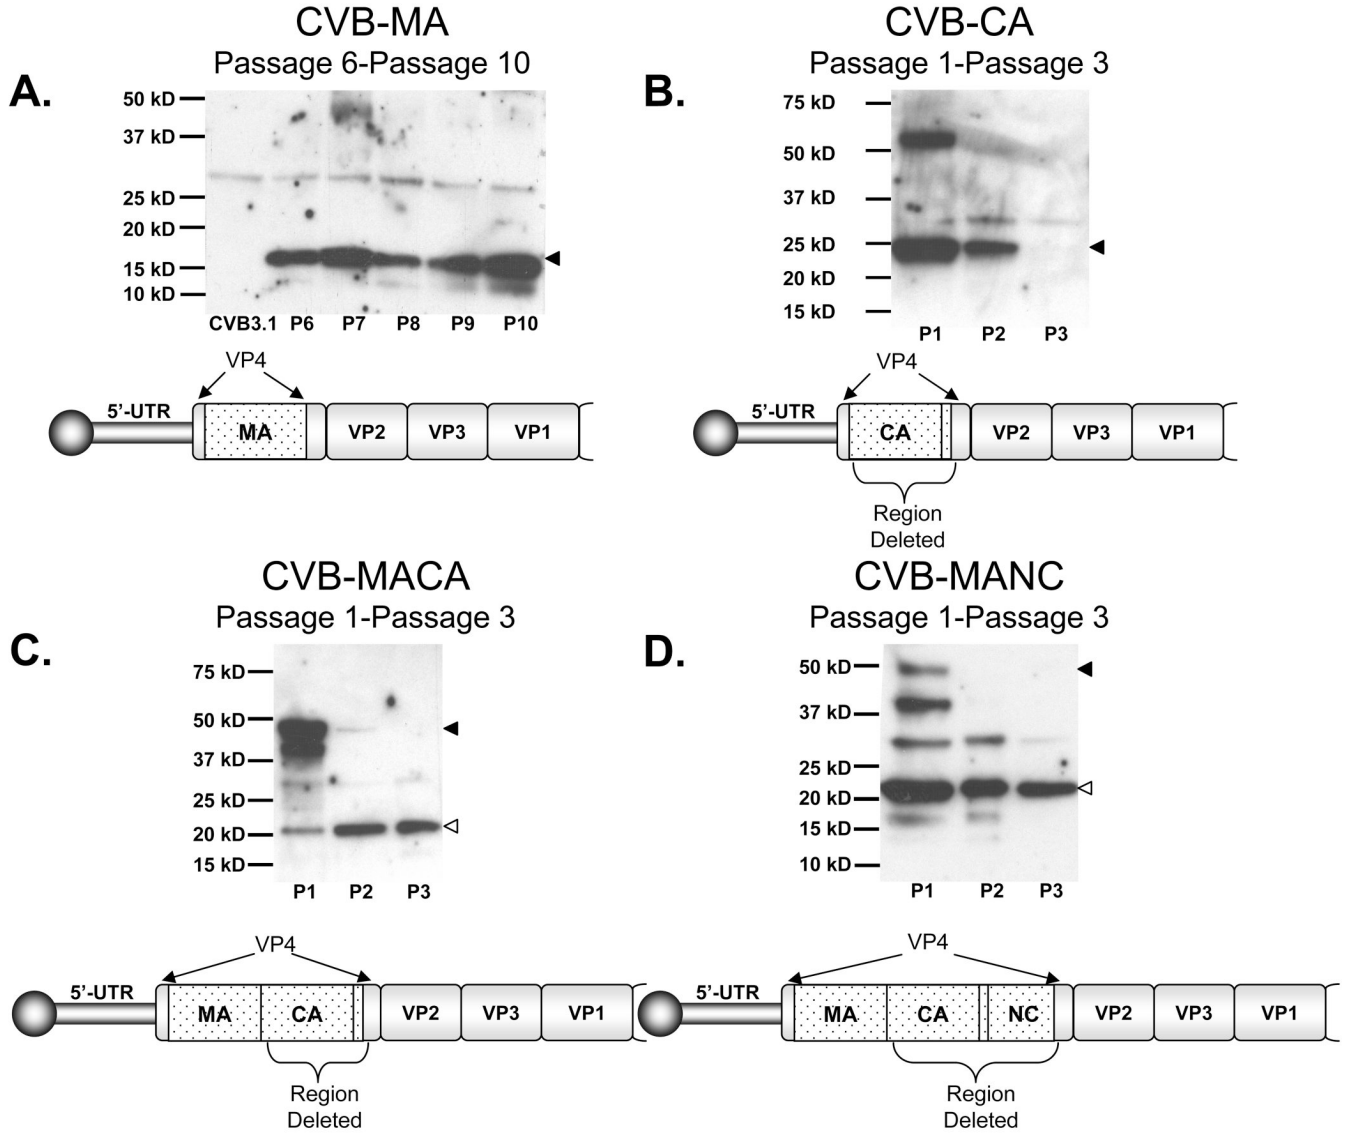 CVB-MA
Passage 6-Passage 10
A.
50 kD
37 kD
25 kD
20 kD
15 kD
10 kD
CVB3.1 P6 P7 P8 P9 P10
VP4
5'-UTR
MA VP2 VP3 VP1
CVB-CA
Passage 1-Passage 3
B.
75 kD
50 kD
37 kD
25 kD
20 kD
15 kD
P1 P2 P3
VP4
5'-UTR
CA VP2 VP3 VP1
Region
Deleted
CVB-MACA
Passage 1-Passage 3
C.
75 kD
50 kD
37 kD
25 kD
20 kD
15 kD
P1 P2 P3
VP4
5'-UTR
MA CA VP2 VP3 VP1
Region
Deleted
CVB-MANC
Passage 1-Passage 3
D.
50 kD
37 kD
25 kD
20 kD
15 kD
10 kD
P1 P2 P3
VP4
5'-UTR
MA CA NC VP2 VP3 VP1
Region
Deleted